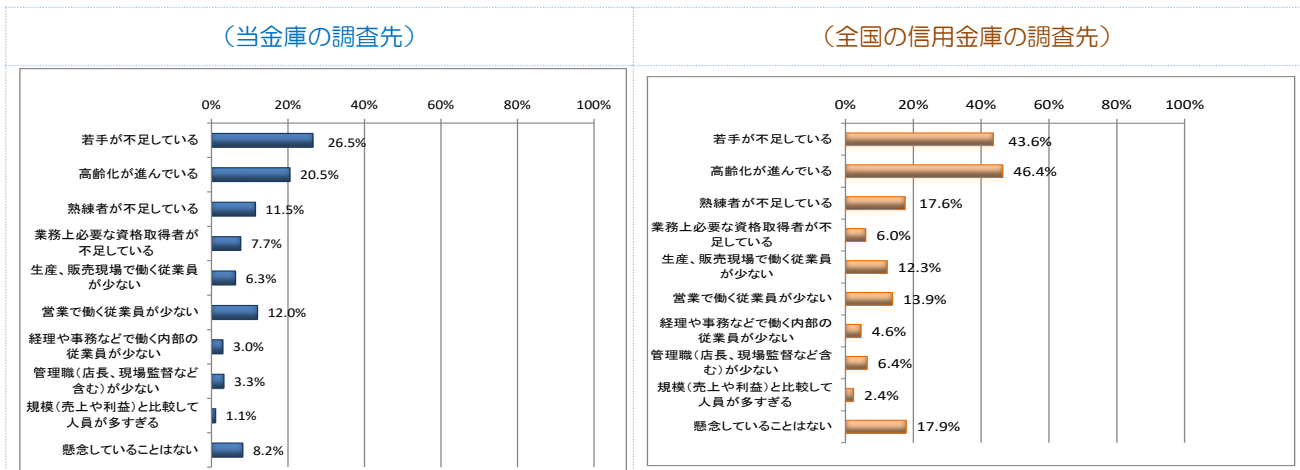 （当金庫の調査先）
0% 20% 40% 60% 80% 100%
若手が不足している 26.5%
高齢化が進んでいる 20.5%
熟練者が不足している 11.5%
業務上必要な資格取得者が
不足している 7.7%
生産、販売現場で働く従業員
が少ない 6.3%
営業で働く従業員が少ない 12.0%
経理や事務などで働く内部の
従業員が少ない 3.0%
管理職（店長、現場監督など
含む）が少ない 3.3%
規模（売上や利益）と比較して
人員が多すぎる 1.1%
懸念していることはない 8.2%
（全国の信用金庫の調査先）
0% 20% 40% 60% 80% 100%
若手が不足している 43.6%
高齢化が進んでいる 46.4%
熟練者が不足している 17.6%
業務上必要な資格取得者が不
足している 6.0%
生産、販売現場で働く従業員
が少ない 12.3%
営業で働く従業員が少ない 13.9%
経理や事務などで働く内部の
従業員が少ない 4.6%
管理職（店長、現場監督など含
む）が少ない 6.4%
規模（売上や利益）と比較して
人員が多すぎる 2.4%
懸念していることはない 17.9%